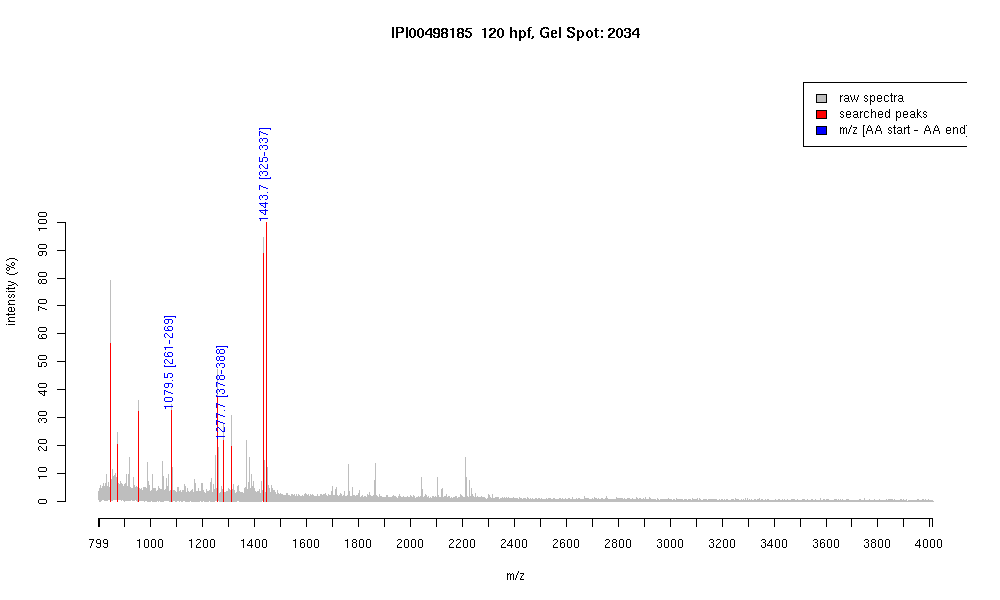 IPI00498185 120 hpf, Gel Spot: 2034
raw spectra
searched peaks
m/z [AA start - AA end]
1443.7 [325-337]
1079.5 [261-269]
1277.7 [378-388]
intensity (%)
100
90
80
70
60
50
40
30
20
10
0
799 1000 1200 1400 1600 1800 2000 2200 2400 2600 2800 3000 3200 3400 3600 3800 4000
m/z